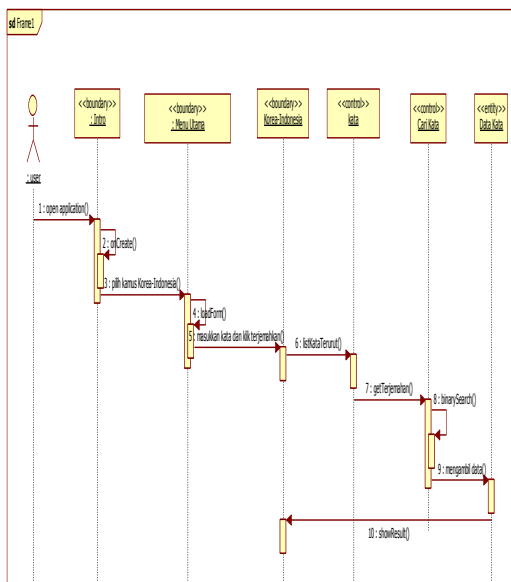 sd Frame1
<<boundary>>
: Intro
<<boundary>>
: Menu Utama
<<boundary>>
Korea-Indonesia
<<control>>
kata
<<control>>
Cari Kata
<<entity>>
Data Kata
: user
1 : open application()
2 : onCreate()
3 : pilih kamus Korea-Indonesia()
4 : loadForm()
5 : masukkan kata dan klik terjemahkan()
6 : listKataTerurut()
7 : getTerjemahan()
8 : binarySearch()
9 : mengambil data()
10 : showResult()